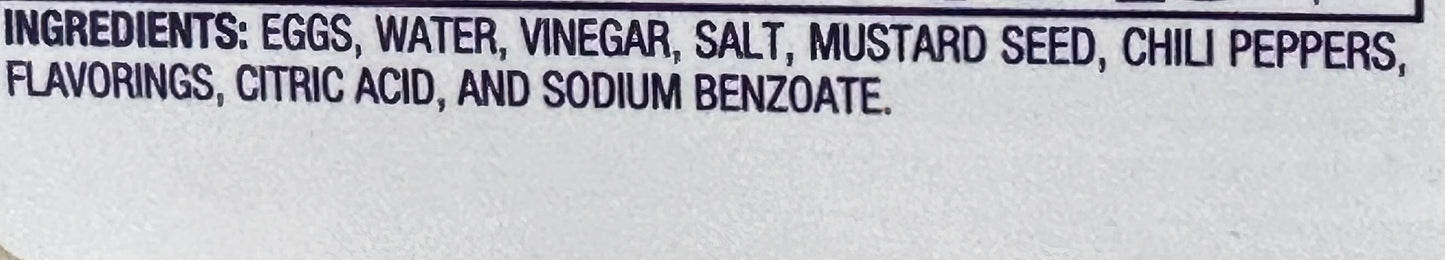 INGREDIENTS: EGGS, WATER, VINEGAR, SALT, MUSTARD SEED, CHILI PEPPERS,
FLAVORINGS, CITRIC ACID, AND SODIUM BENZOATE.